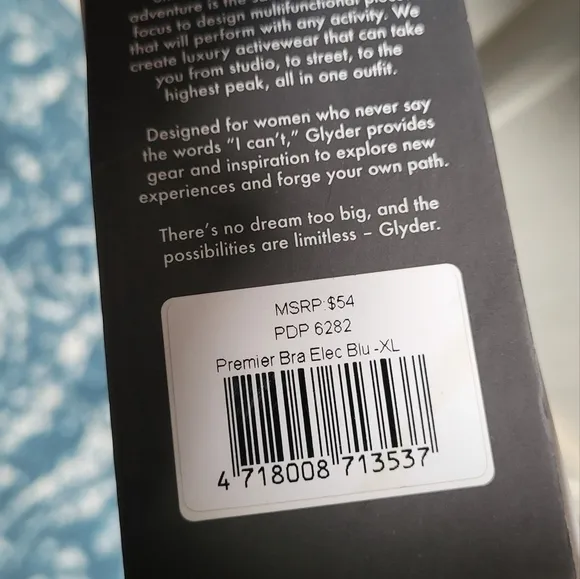 adventure is the
focus to design multifunctional
that will perform with any activity. We
create luxury activewear that can take
you from studio, to street, to the
highest peak, all in one outfit.
Designed for women who never say
the words "I can't," Glyder provides
gear and inspiration to explore new
experiences and forge your own path.
There's no dream too big, and the
possibilities are limitless – Glyder.
MSRP:$54
PDP 6282
Premier Bra Elec Blu -XL
4 718008 713537